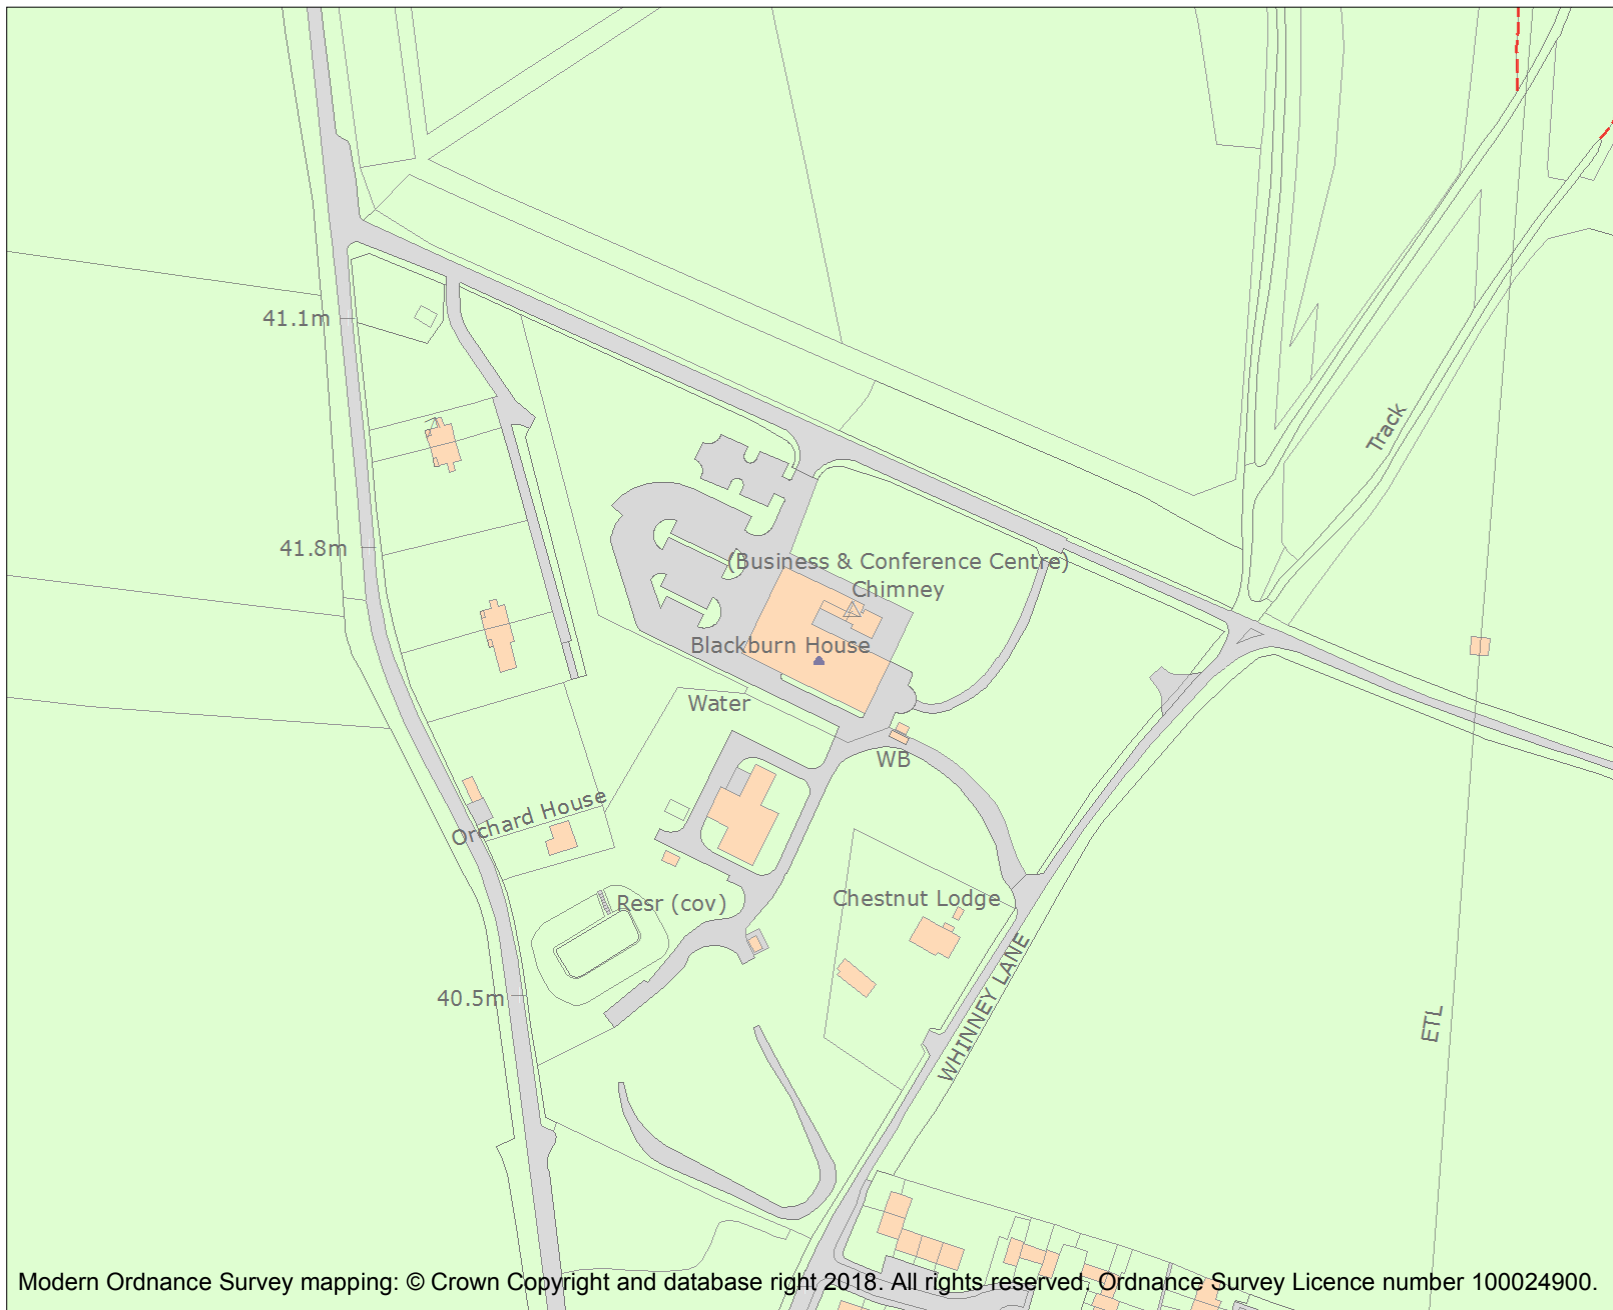 41.1m
Track
41.8m
(Business & Conference Centre)
Chimney
Blackburn House
Water
WB
Orchard House
Resr (cov)
Chestnut Lodge
WHINNEY LANE
40.5m
ETL
Modern Ordnance Survey mapping: © Crown Copyright and database right 2018. All rights reserved. Ordnance Survey Licence number 100024900.